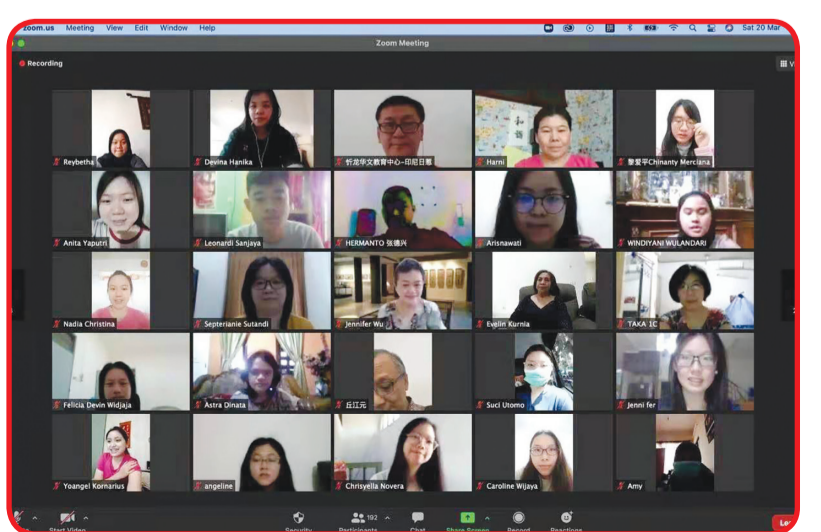 zoom.us Meeting View Edit Window Help Sat 20 Mar
Zoom Meeting
Recording
Reybetha
Devina Hanika
忻龙华文教育中心-印尼日惹
Harni
黎爱平Chinanty Merciana
Anita Yaputri
Leonardi Sanjaya
HERMANTO 张德兴
Arisnawati
WINDIYANI WULANDARI
Nadia Christina
Septerianie Sutandi
Jennifer Wu
Evelin Kurnia
TAKA 1C
Felicia Devin Widjaja
Astra Dinata
丘江元
Suci Utomo
Jenni fer
Yoangel Kornarius
angeline
Chrisyella Novera
Caroline Wijaya
Amy
Start Video
Security
192
Participants
Chat
Share Screen
Record
Reactions